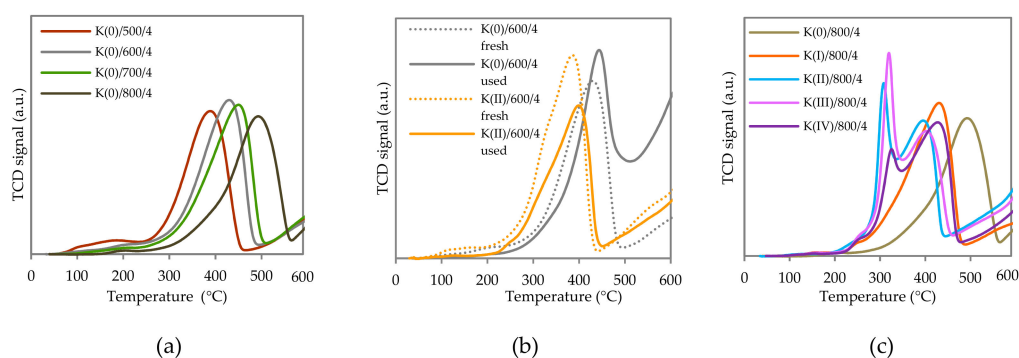 TCD signal (a.u.)
K(0)/500/4
K(0)/600/4
K(0)/700/4
K(0)/800/4
0 100 200 300 400 500 600
Temperature (°C)
(a)
TCD signal (a.u.)
K(0)/600/4
fresh
K(0)/600/4
used
K(II)/600/4
fresh
K(II)/600/4
used
0 100 200 300 400 500 600
Temperature (°C)
(b)
TCD signal (a.u.)
K(0)/800/4
K(I)/800/4
K(II)/800/4
K(III)/800/4
K(IV)/800/4
0 100 200 300 400 500 600
Temperature (°C)
(c)